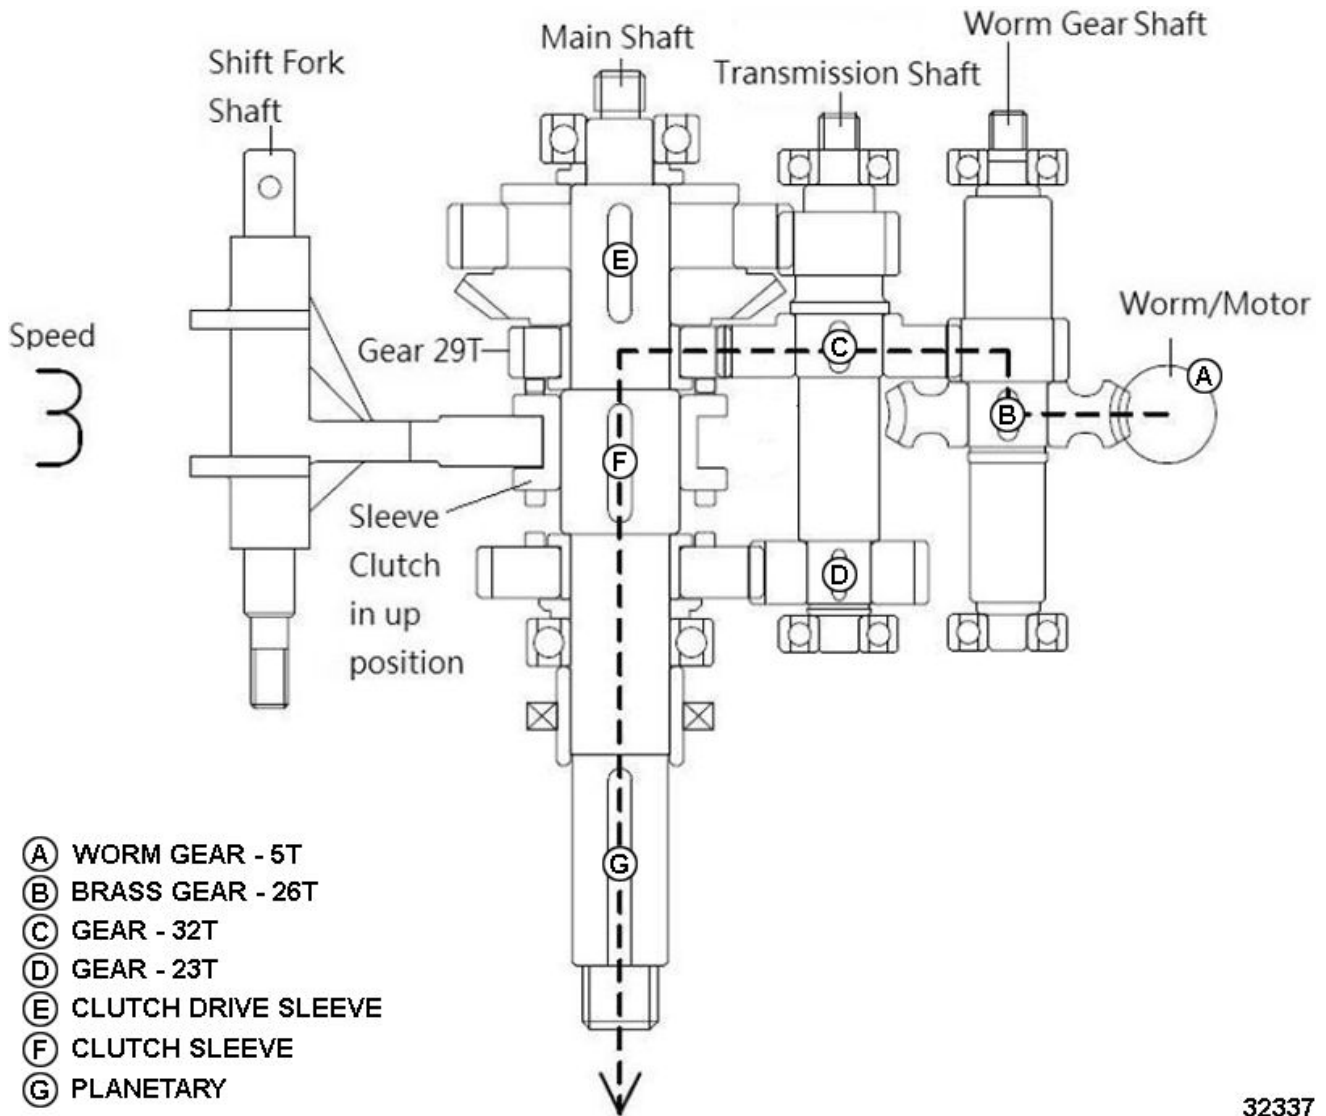 Main Shaft
Worm Gear Shaft
Shift Fork
Shaft
Transmission Shaft
E
Worm/Motor
Speed
3
Gear 29T
C
A
B
F
Sleeve
Clutch
in up
position
D
G
A WORM GEAR - 5T
B BRASS GEAR - 26T
C GEAR - 32T
D GEAR - 23T
E CLUTCH DRIVE SLEEVE
F CLUTCH SLEEVE
G PLANETARY
32337